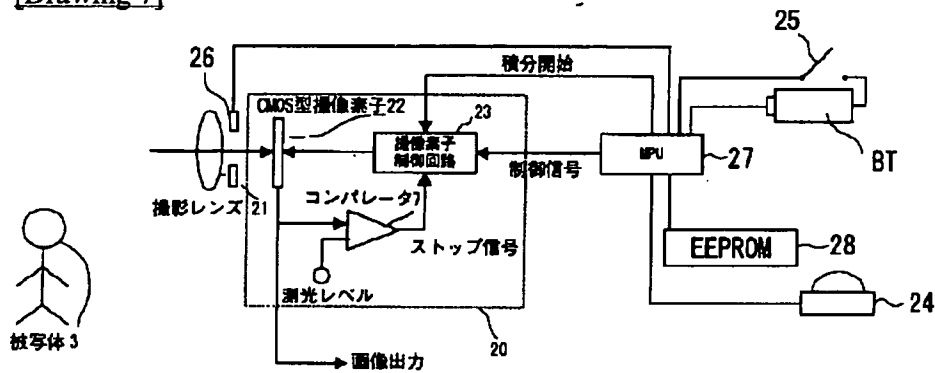 [Drawing 7]
25
26
積分開始
CMOS型撮像素子 22
23
撮像素子
制御回路
制御信号
MPU
27
BT
撮影レンズ 21
コンパレータ7
ストップ信号
EEPROM
28
測光レベル
24
被写体 3
20
画像出力